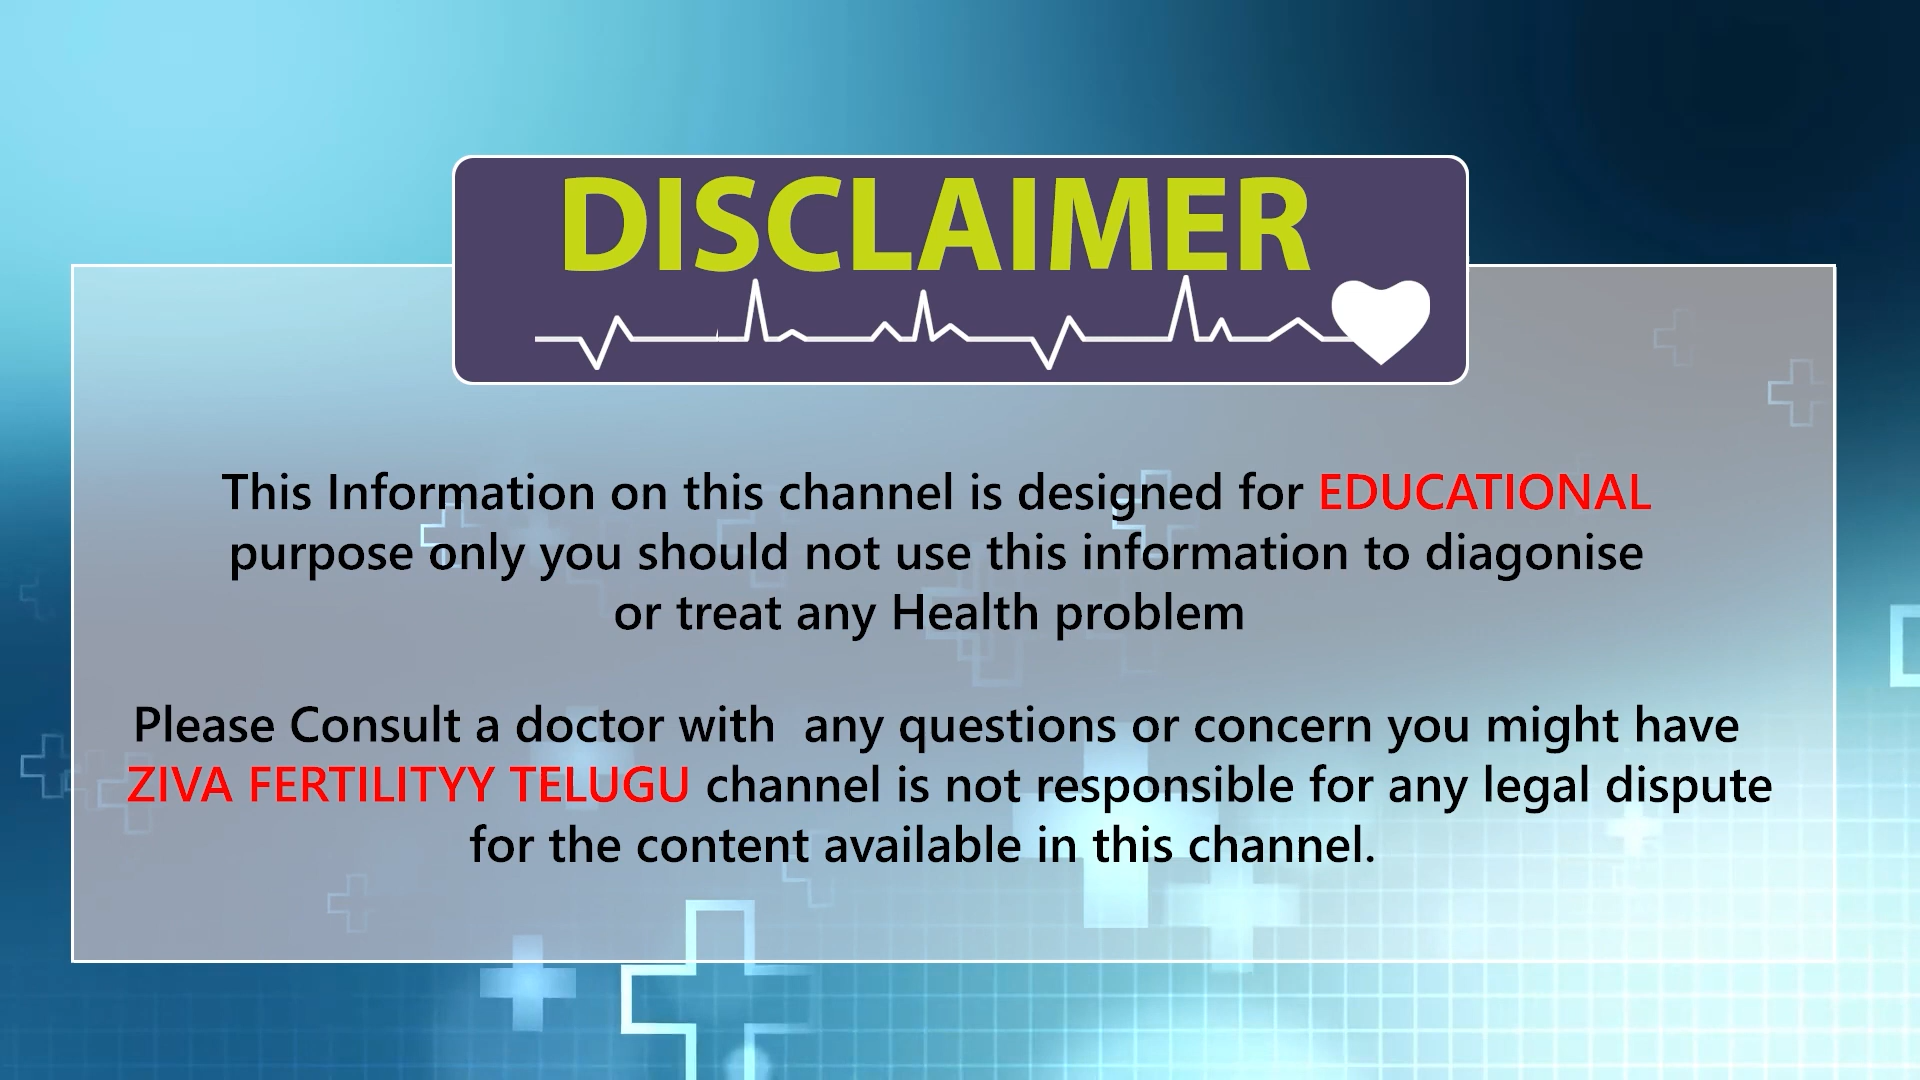 DISCLAIMER
This Information on this channel is designed for EDUCATIONAL
purpose only you should not use this information to diagonise
or treat any Health problem
Please Consult a doctor with  any questions or concern you might have
ZIVA FERTILITYY TELUGU channel is not responsible for any legal dispute
for the content available in this channel.